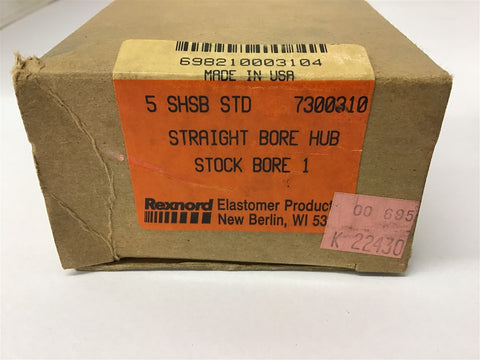 698210003104
MADE IN USA
5 SHSB STD 7300310
STRAIGHT BORE HUB
STOCK BORE 1
Rexnord Elastomer Product
New Berlin, WI 53
00 695
K 22430